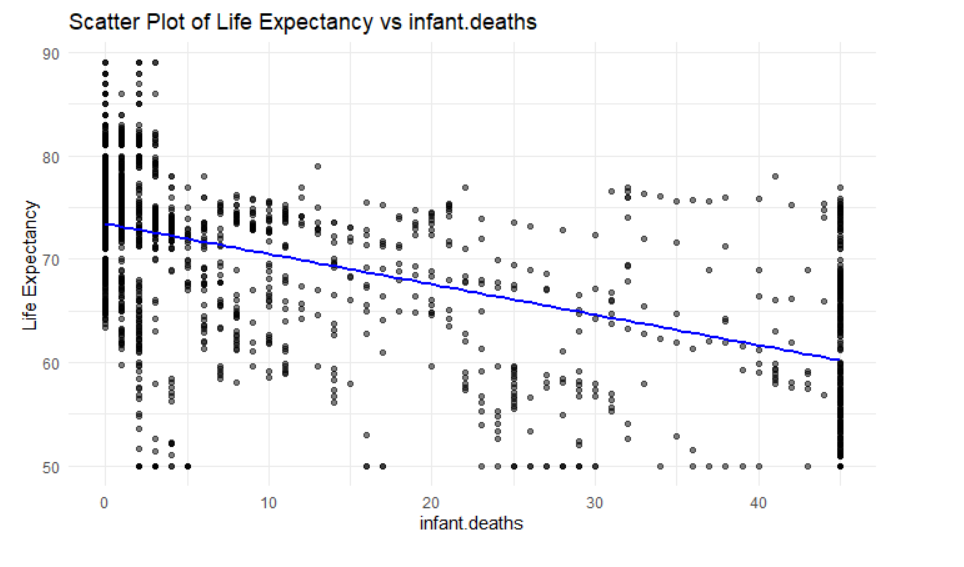 Scatter Plot of Life Expectancy vs infant.deaths
90
80
70
60
50
Life Expectancy
0 10 20 30 40
infant.deaths